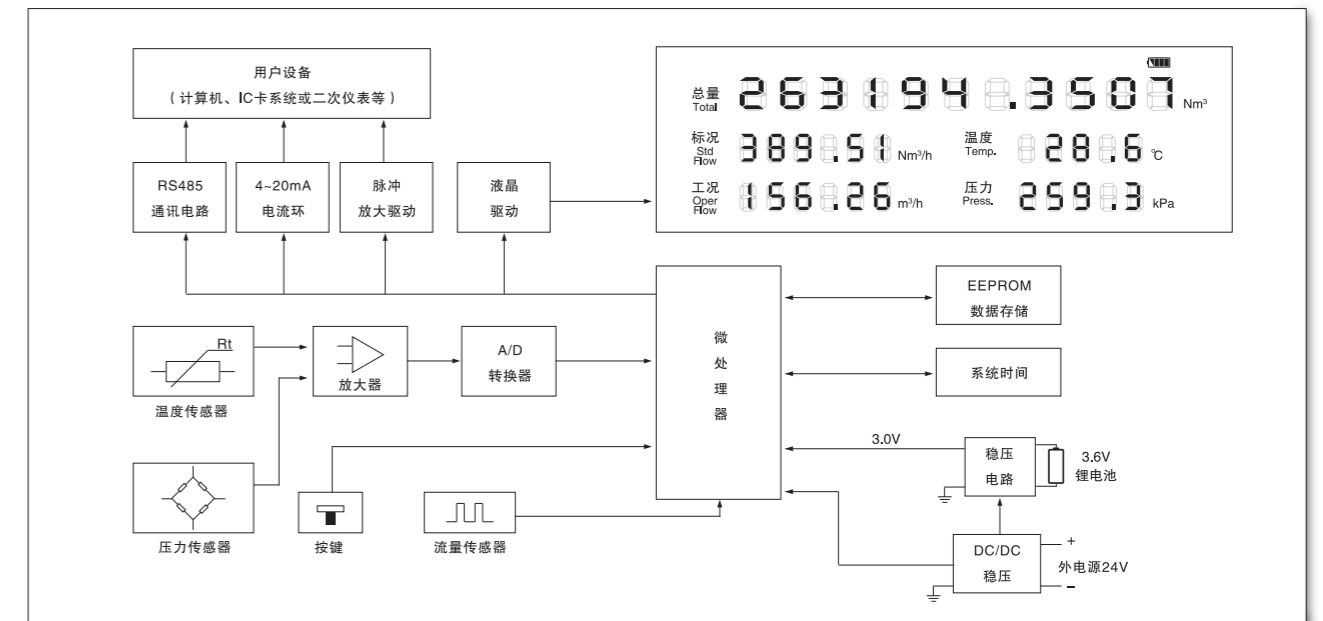 用户设备
（计算机、IC卡系统或二次仪表等）
RS485
通讯电路
4~20mA
电流环
脉冲
放大驱动
液晶
驱动
总量
Total
263194.3507
Nm³
标况
Std
Flow
389.51
Nm³/h
温度
Temp.
28.6
℃
工况
Oper
Flow
156.26
m³/h
压力
Press.
259.3
kPa
微
处
理
器
EEPROM
数据存储
系统时间
Rt
温度传感器
放大器
A/D
转换器
3.0V
稳压
电路
3.6V
锂电池
压力传感器
按键
流量传感器
DC/DC
稳压
+
外电源24V
−